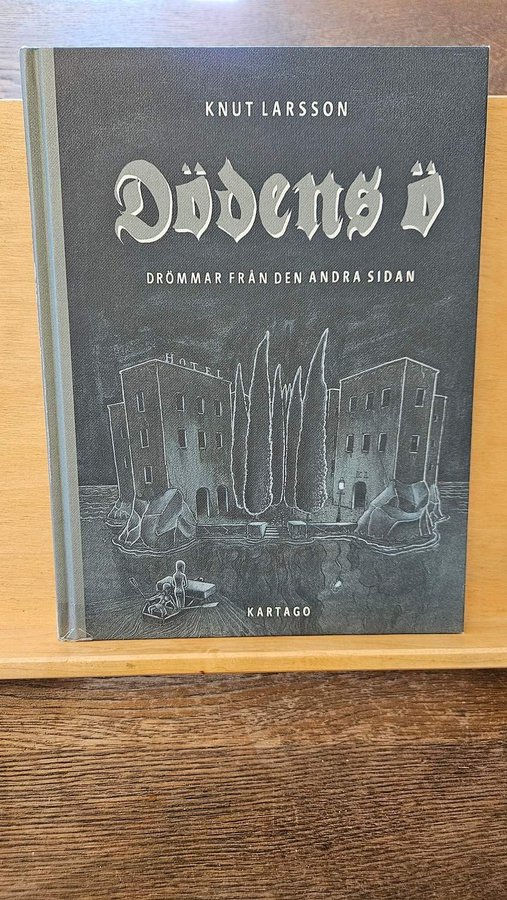 KNUT LARSSON
Dödens ö
DRÖMMAR FRÅN DEN ANDRA SIDAN
HOTEL
KARTAGO